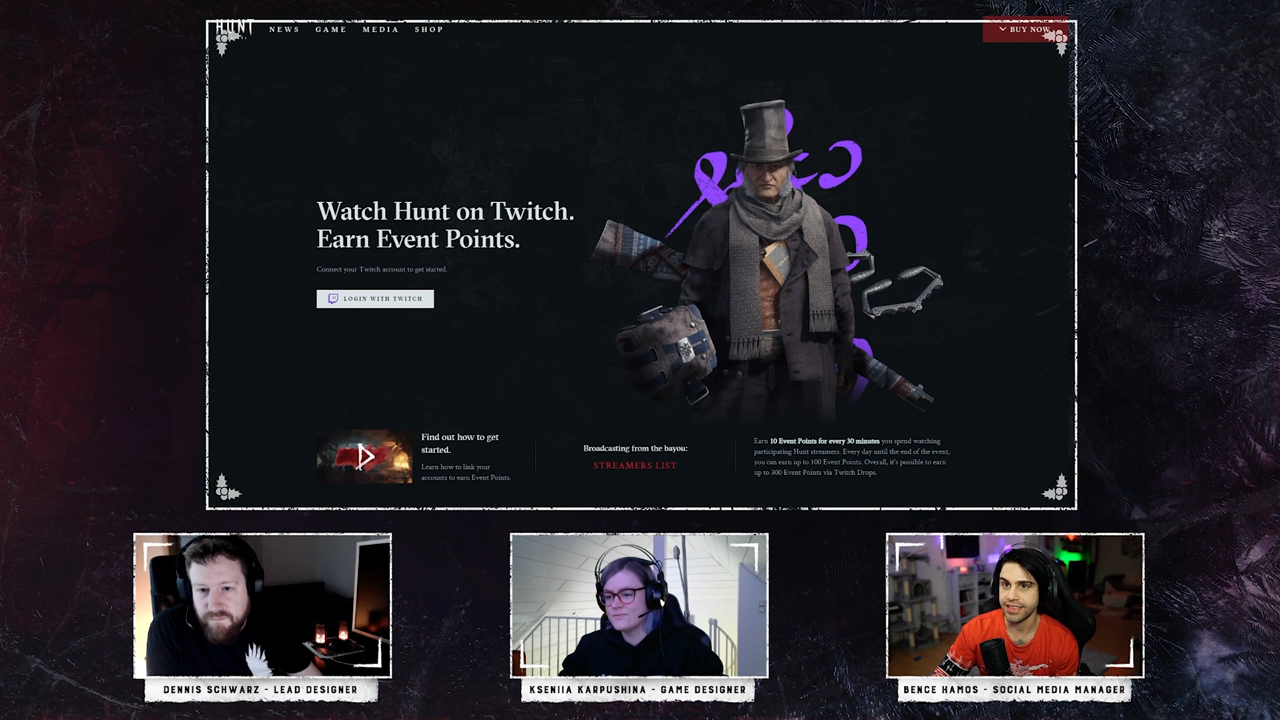 HUNT
NEWS GAME MEDIA SHOP
BUY NOW
Watch Hunt on Twitch.
Earn Event Points.
Connect your Twitch account to get started.
LOGIN WITH TWITCH
Find out how to get
started.
Learn how to link your
accounts to earn Event Points.
Broadcasting from the bayou:
STREAMERS LIST
Earn 10 Event Points for every 30 minutes you spend watching
participating Hunt streamers. Every day until the end of the event,
you can earn up to 100 Event Points. Overall, it's possible to earn
up to 300 Event Points via Twitch Drops.
DENNIS SCHWARZ - LEAD DESIGNER
KSENIIA KARPUSHINA - GAME DESIGNER
BENCE HAMOS - SOCIAL MEDIA MANAGER